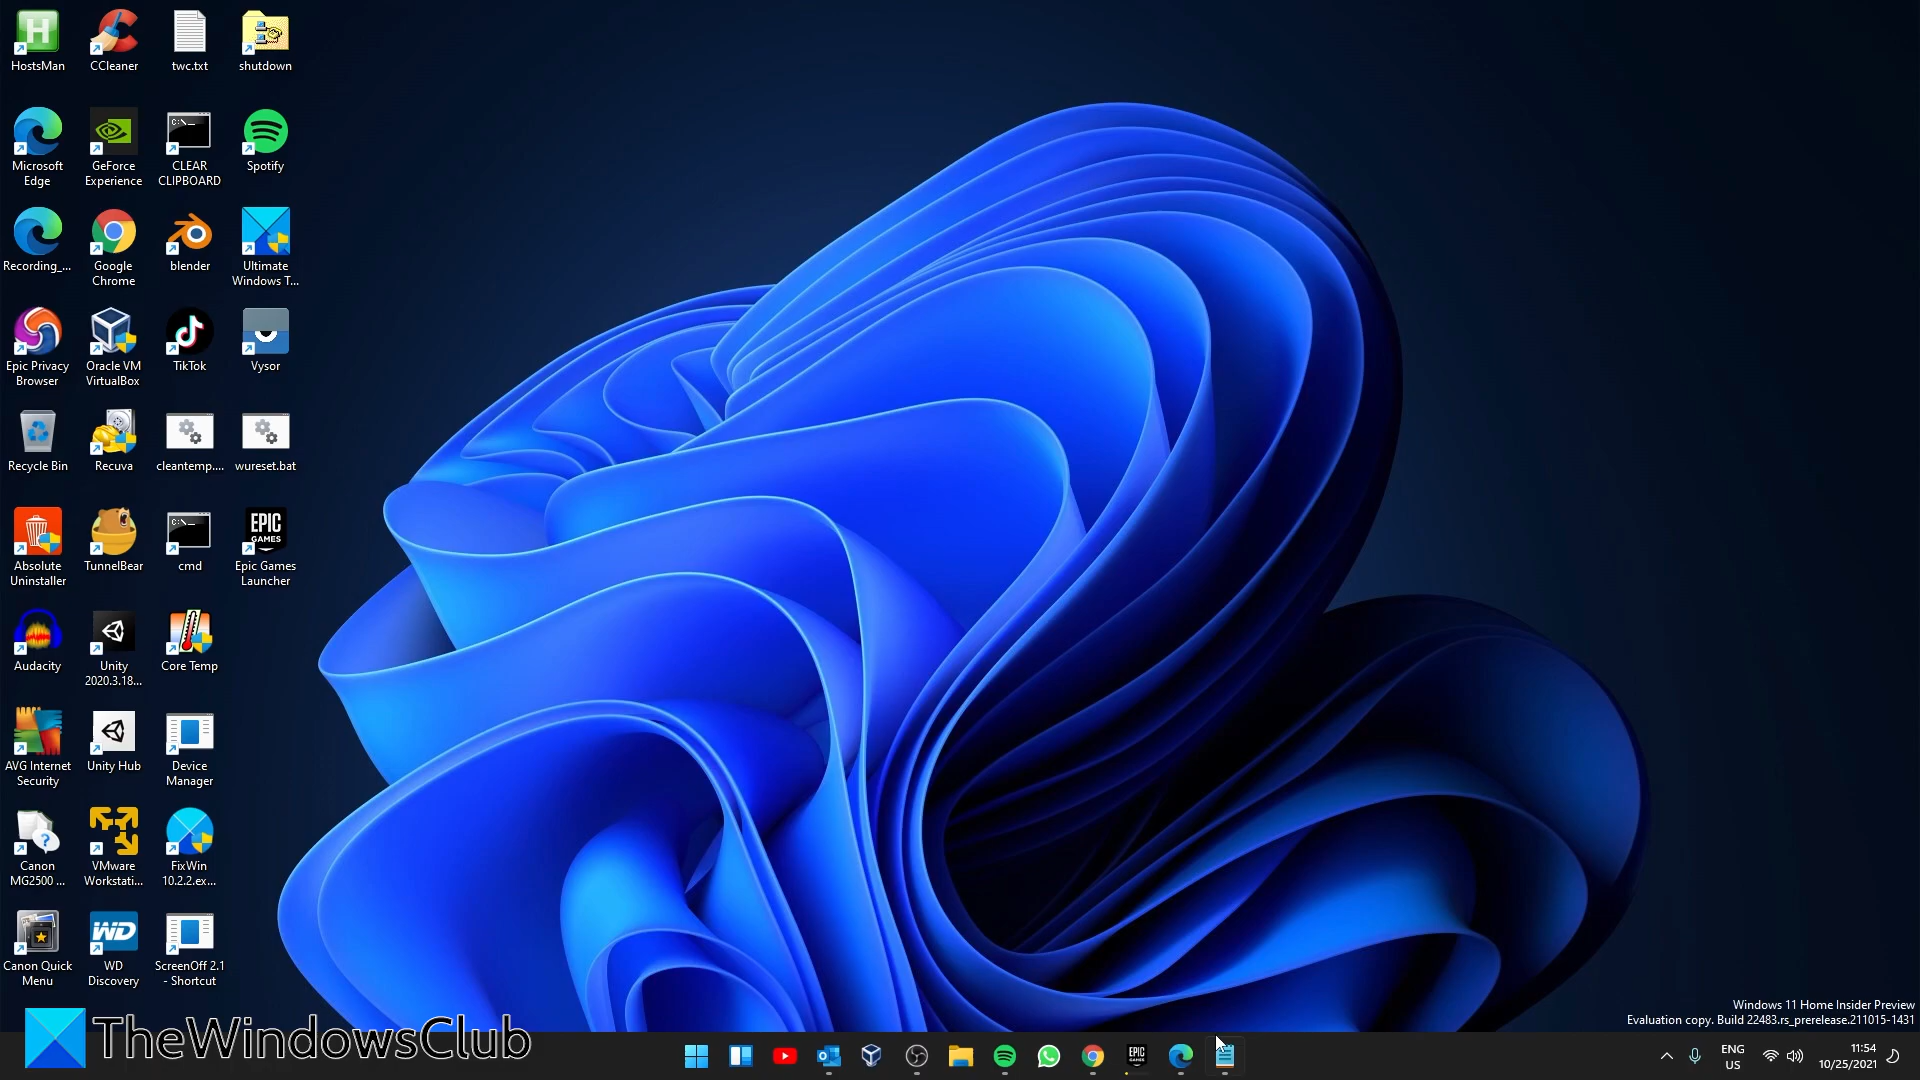 HostsMan
CCleaner
twc.txt
shutdown
Microsoft
Edge
GeForce
Experience
CLEAR
CLIPBOARD
Spotify
Recording_...
Google
Chrome
blender
Ultimate
Windows T...
Epic Privacy
Browser
Oracle VM
VirtualBox
TikTok
Vysor
Recycle Bin
Recuva
cleantemp....
wureset.bat
Absolute
Uninstaller
TunnelBear
cmd
EPIC
GAMES
Epic Games
Launcher
Audacity
Unity
2020.3.18...
Core Temp
AVG Internet
Security
Unity Hub
Device
Manager
Canon
MG2500 ...
VMware
Workstati...
FixWin
10.2.2.ex...
WD
Canon Quick
Menu
WD
Discovery
ScreenOff 2.1
- Shortcut
Windows 11 Home Insider Preview
Evaluation copy. Build 22483.rs_prerelease.211015-1431
TheWindowsClub
EPIC
ENG
US
11:54
10/25/2021